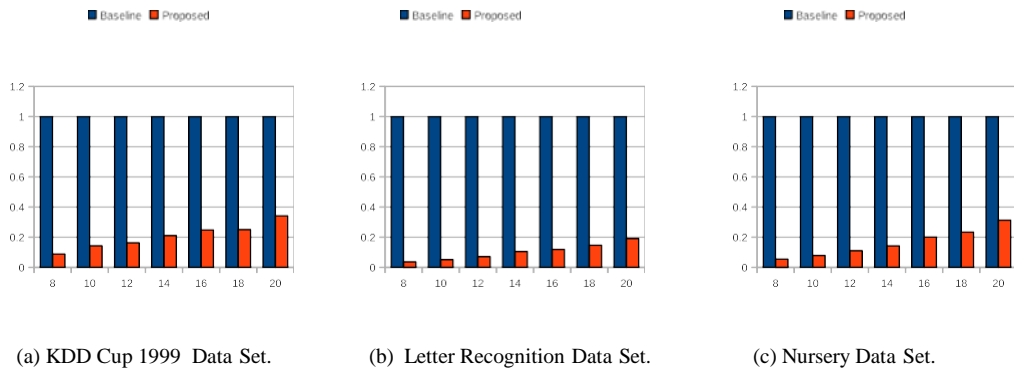 Baseline Proposed
1.2
1
0.8
0.6
0.4
0.2
0
8 10 12 14 16 18 20
(a) KDD Cup 1999 Data Set.
Baseline Proposed
1.2
1
0.8
0.6
0.4
0.2
0
8 10 12 14 16 18 20
(b) Letter Recognition Data Set.
Baseline Proposed
1.2
1
0.8
0.6
0.4
0.2
0
8 10 12 14 16 18 20
(c) Nursery Data Set.